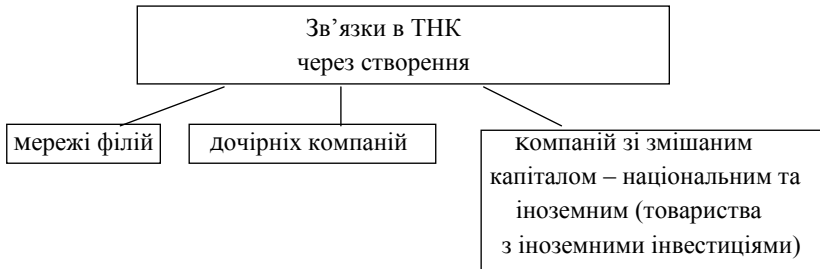 Зв’язки в ТНК
через створення
мережі філій
дочірніх компаній
компаній зі змішаним
капіталом – національним та
іноземним (товариства
з іноземними інвестиціями)